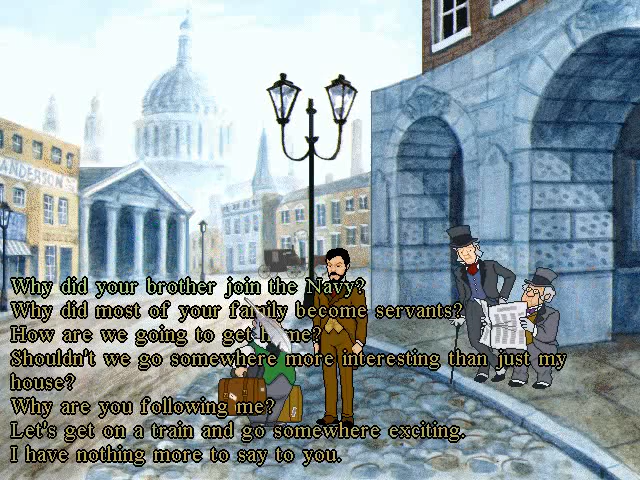 ANDERSON
Why did your brother join the Navy?
Why did most of your family become servants?
How are we going to get home?
Shouldn't we go somewhere more interesting than just my
house?
Why are you following me?
Let's get on a train and go somewhere exciting.
I have nothing more to say to you.